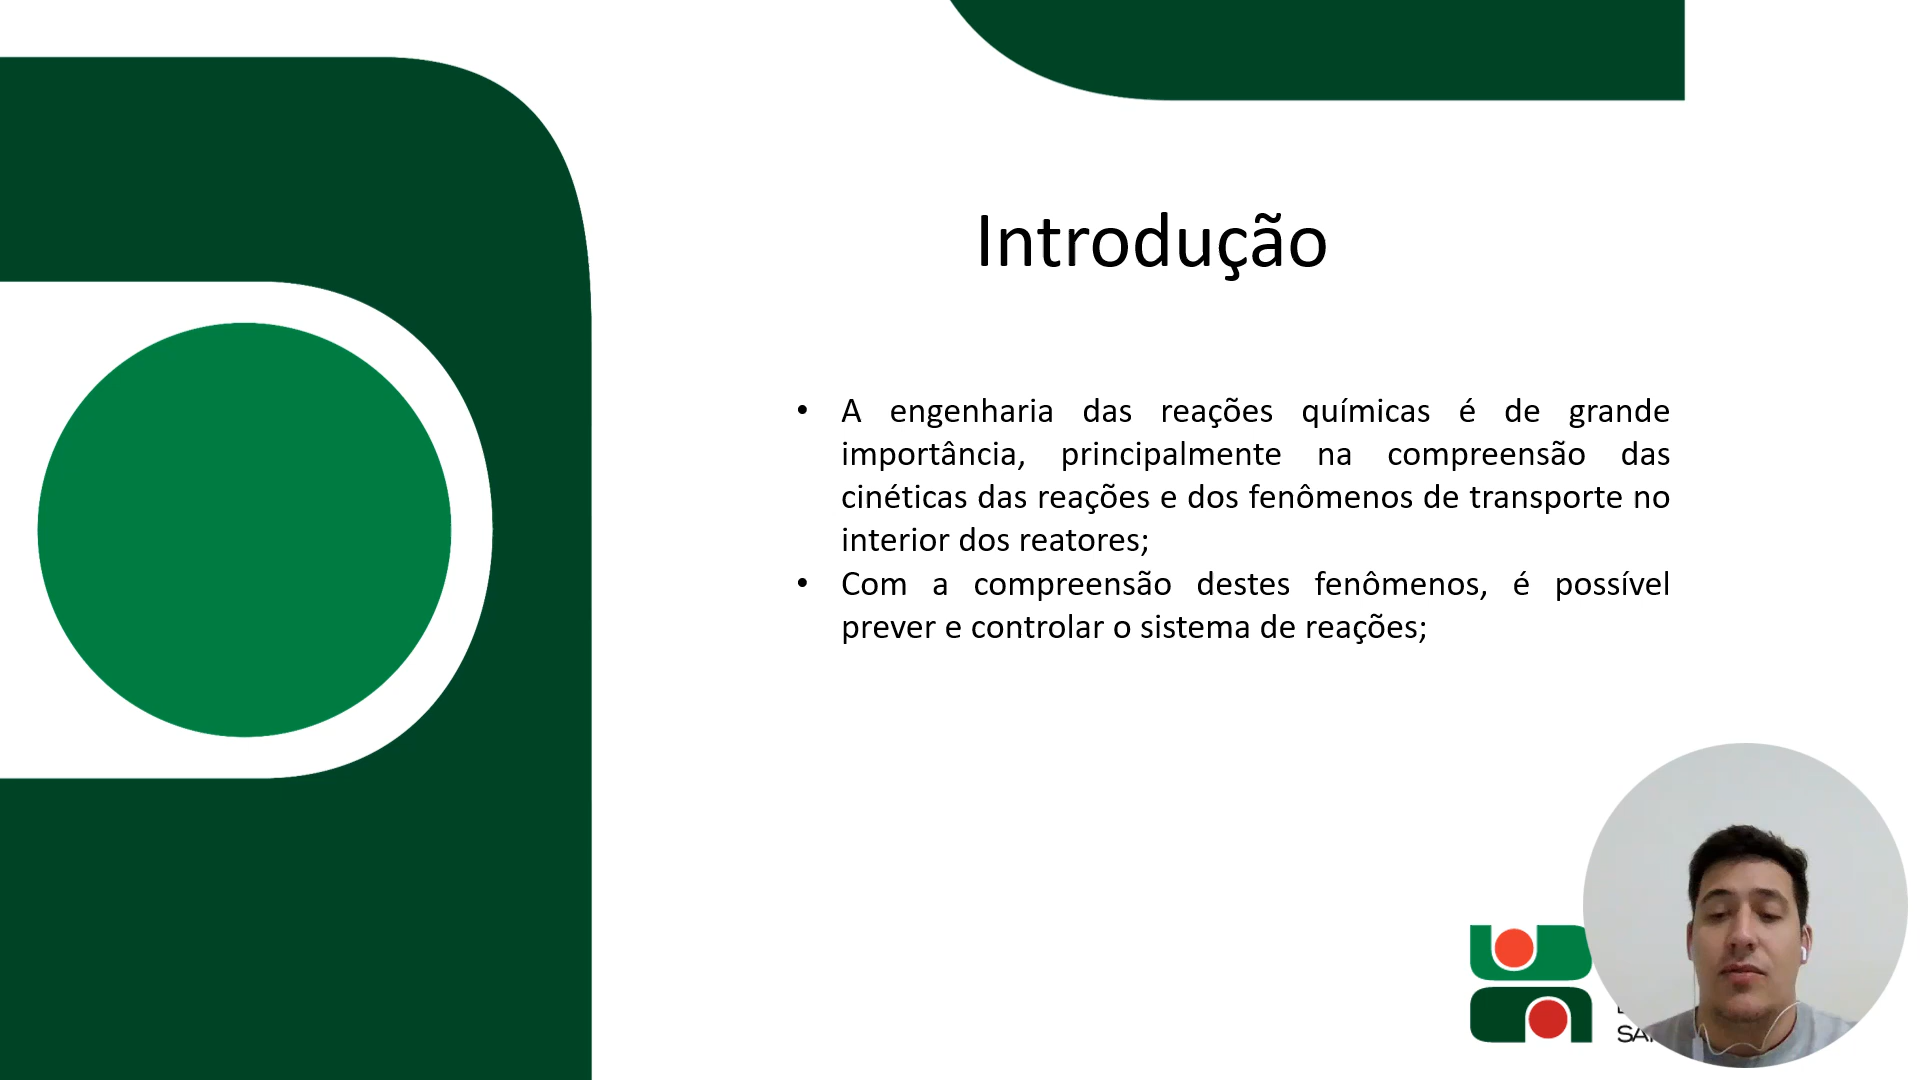 Introdução
• A engenharia das reações químicas é de grande
importância, principalmente na compreensão das
cinéticas das reações e dos fenômenos de transporte no
interior dos reatores;
• Com a compreensão destes fenômenos, é possível
prever e controlar o sistema de reações;